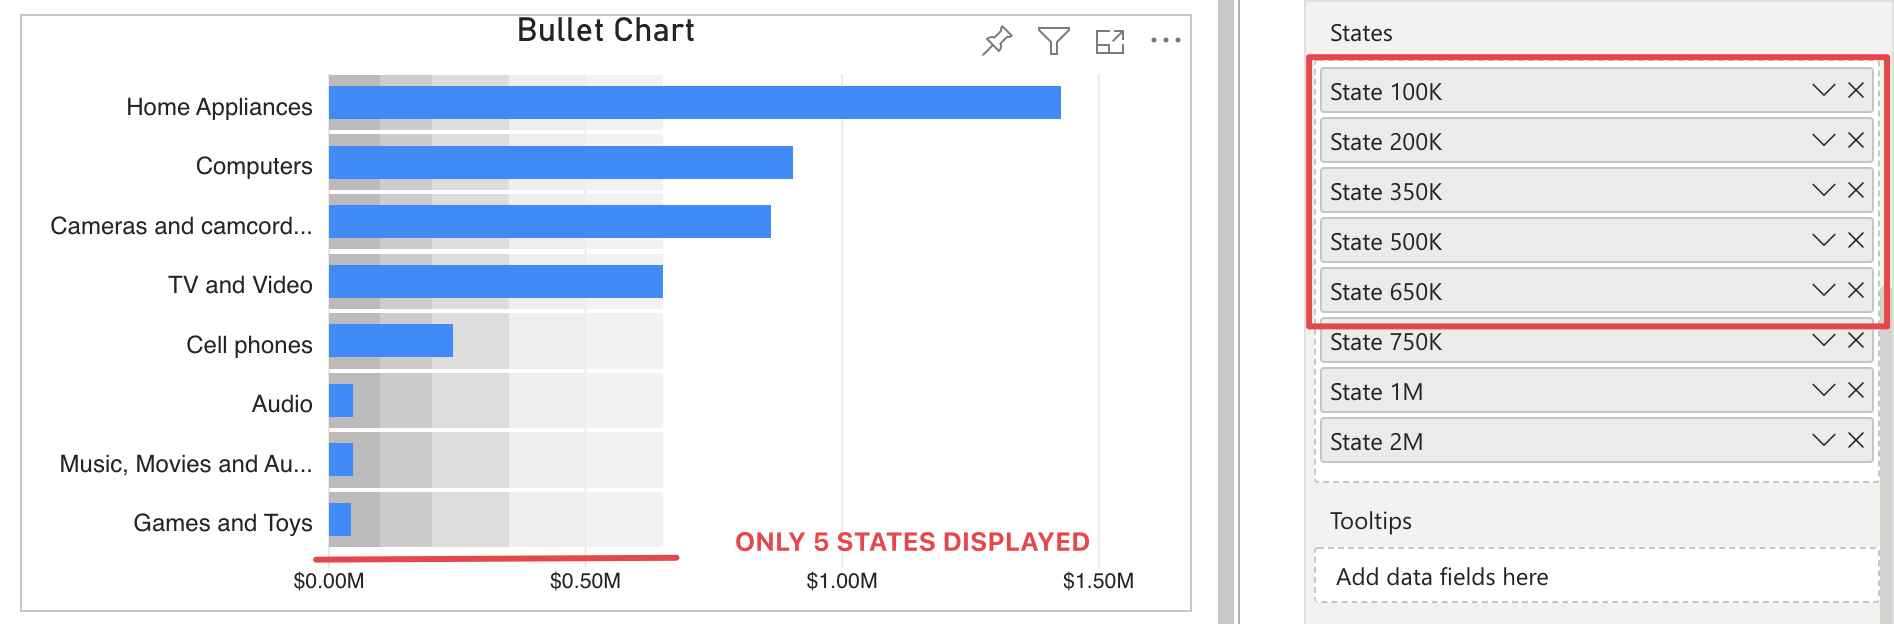 Bullet Chart
Home Appliances
Computers
Cameras and camcord...
TV and Video
Cell phones
Audio
Music, Movies and Au...
Games and Toys
ONLY 5 STATES DISPLAYED
$0.00M $0.50M $1.00M $1.50M
States
State 100K
State 200K
State 350K
State 500K
State 650K
State 750K
State 1M
State 2M
Tooltips
Add data fields here